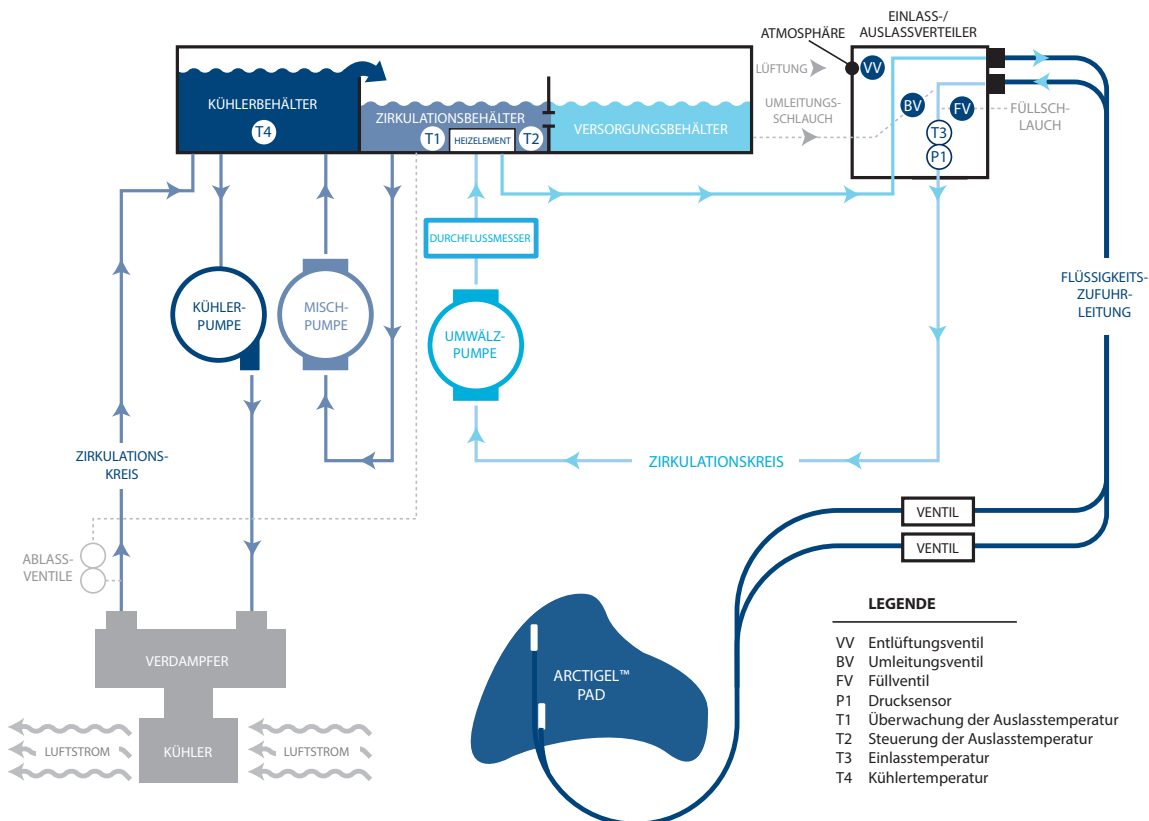 EINLASS-/
AUSLASSVERTEILER
ATMOSPHÄRE
LÜFTUNG
VV
KÜHLERBEHÄLTER
T4
ZIRKULATIONSBEHÄLTER
T1
HEIZELEMENT
T2
VERSORGUNGSBEHÄLTER
UMLEITUNGS-
SCHLAUCH
BV
FV
FÜLLSCH-
LAUCH
T3
P1
DURCHFLUSSMESSER
KÜHLER-
PUMPE
MISCH-
PUMPE
UMWÄLZ-
PUMPE
FLÜSSIGKEITS-
ZUFUHR-
LEITUNG
ZIRKULATIONS-
KREIS
ZIRKULATIONSKREIS
ABLASS-
VENTILE
VENTIL
VENTIL
VERDAMPFER
KÜHLER
LUFTSTROM
LUFTSTROM
ARCTIGEL™
PAD
LEGENDE
VV Entlüftungsventil
BV Umleitungsventil
FV Füllventil
P1 Drucksensor
T1 Überwachung der Auslasstemperatur
T2 Steuerung der Auslasstemperatur
T3 Einlasstemperatur
T4 Kühlertemperatur